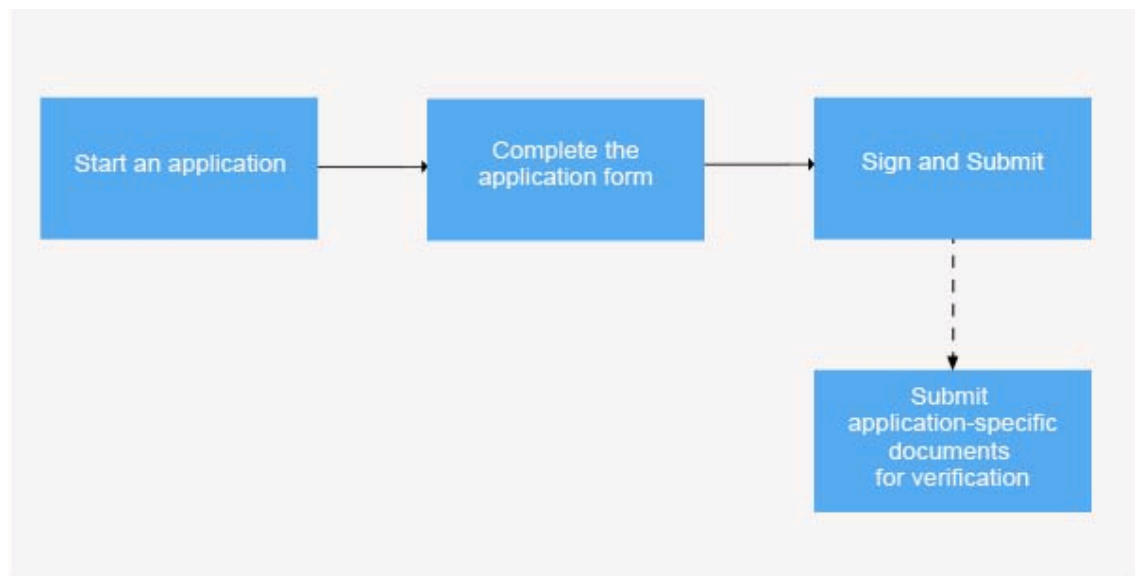 Start an application
Complete the
application form
Sign and Submit
Submit
application-specific
documents
for verification